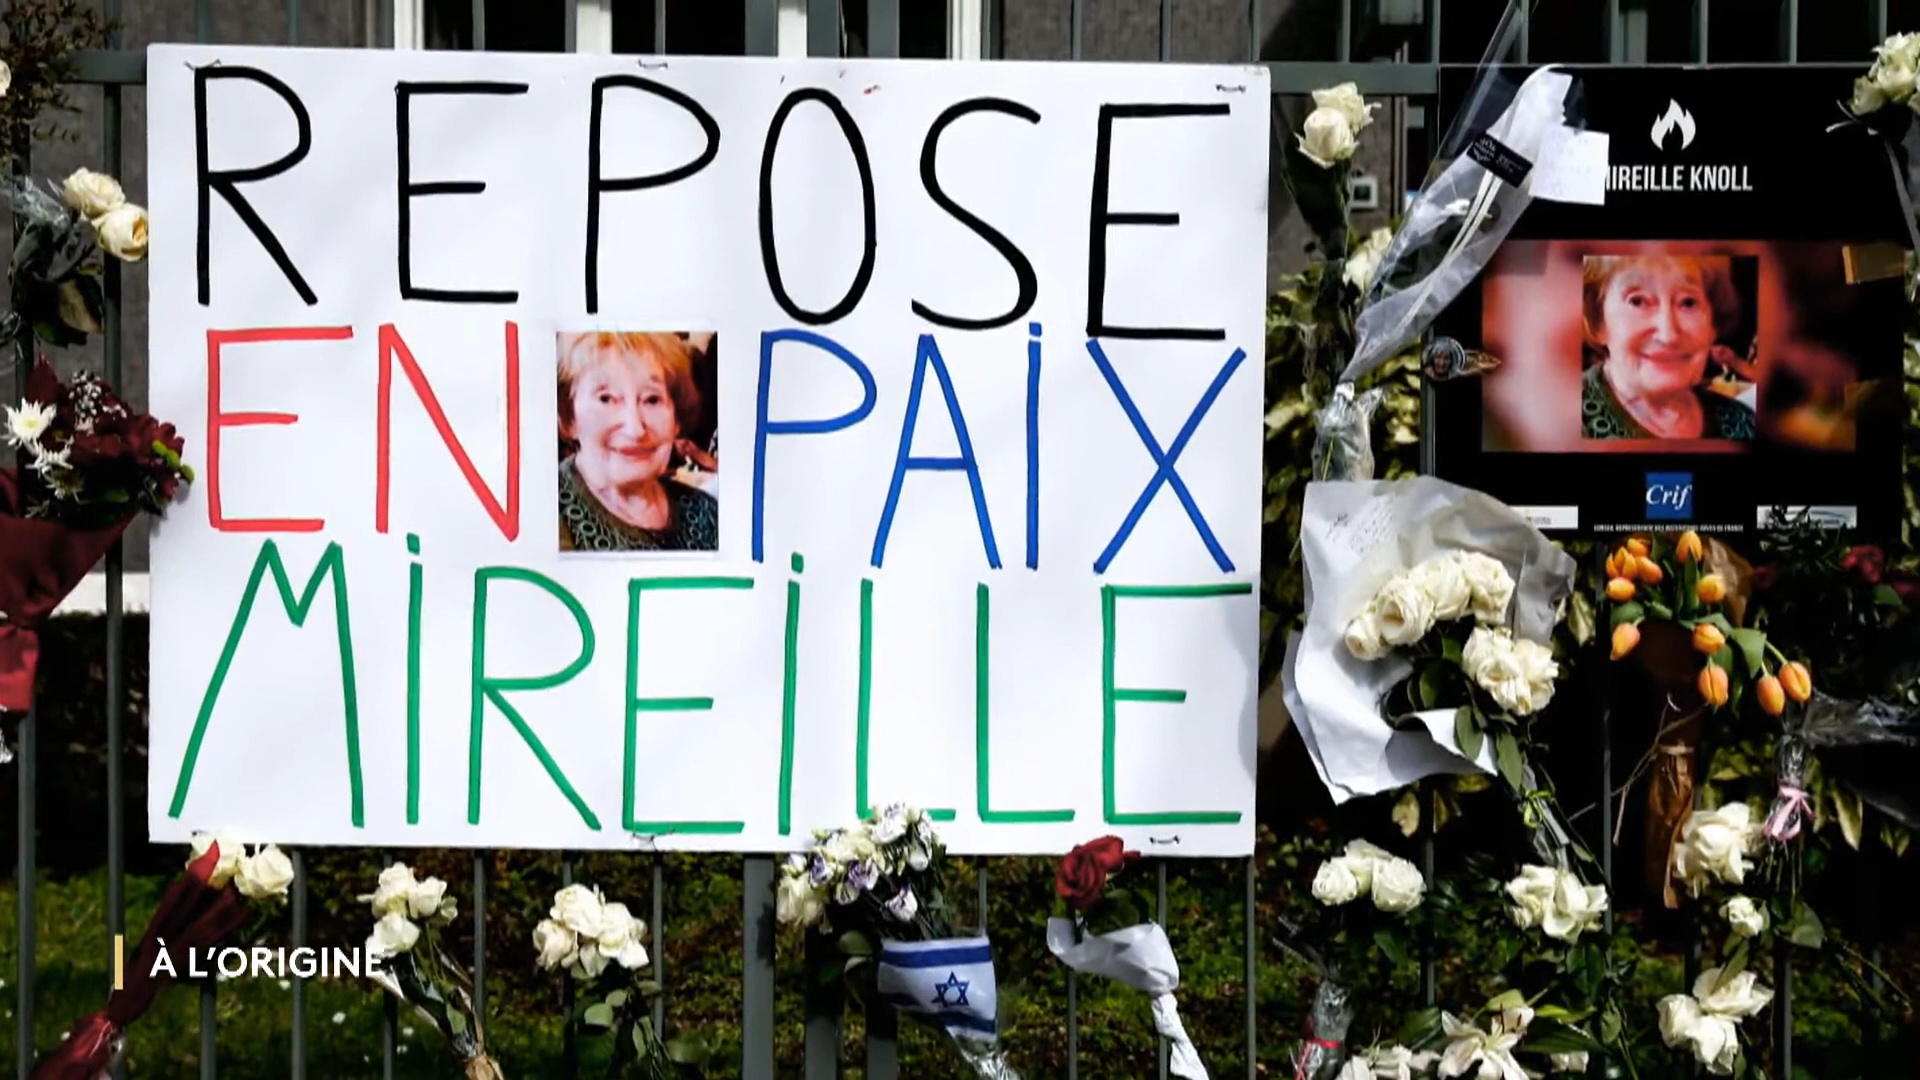 REPOSE
EN PAIX
MIREILLE
MIREILLE KNOLL
Crif
À L'ORIGINE